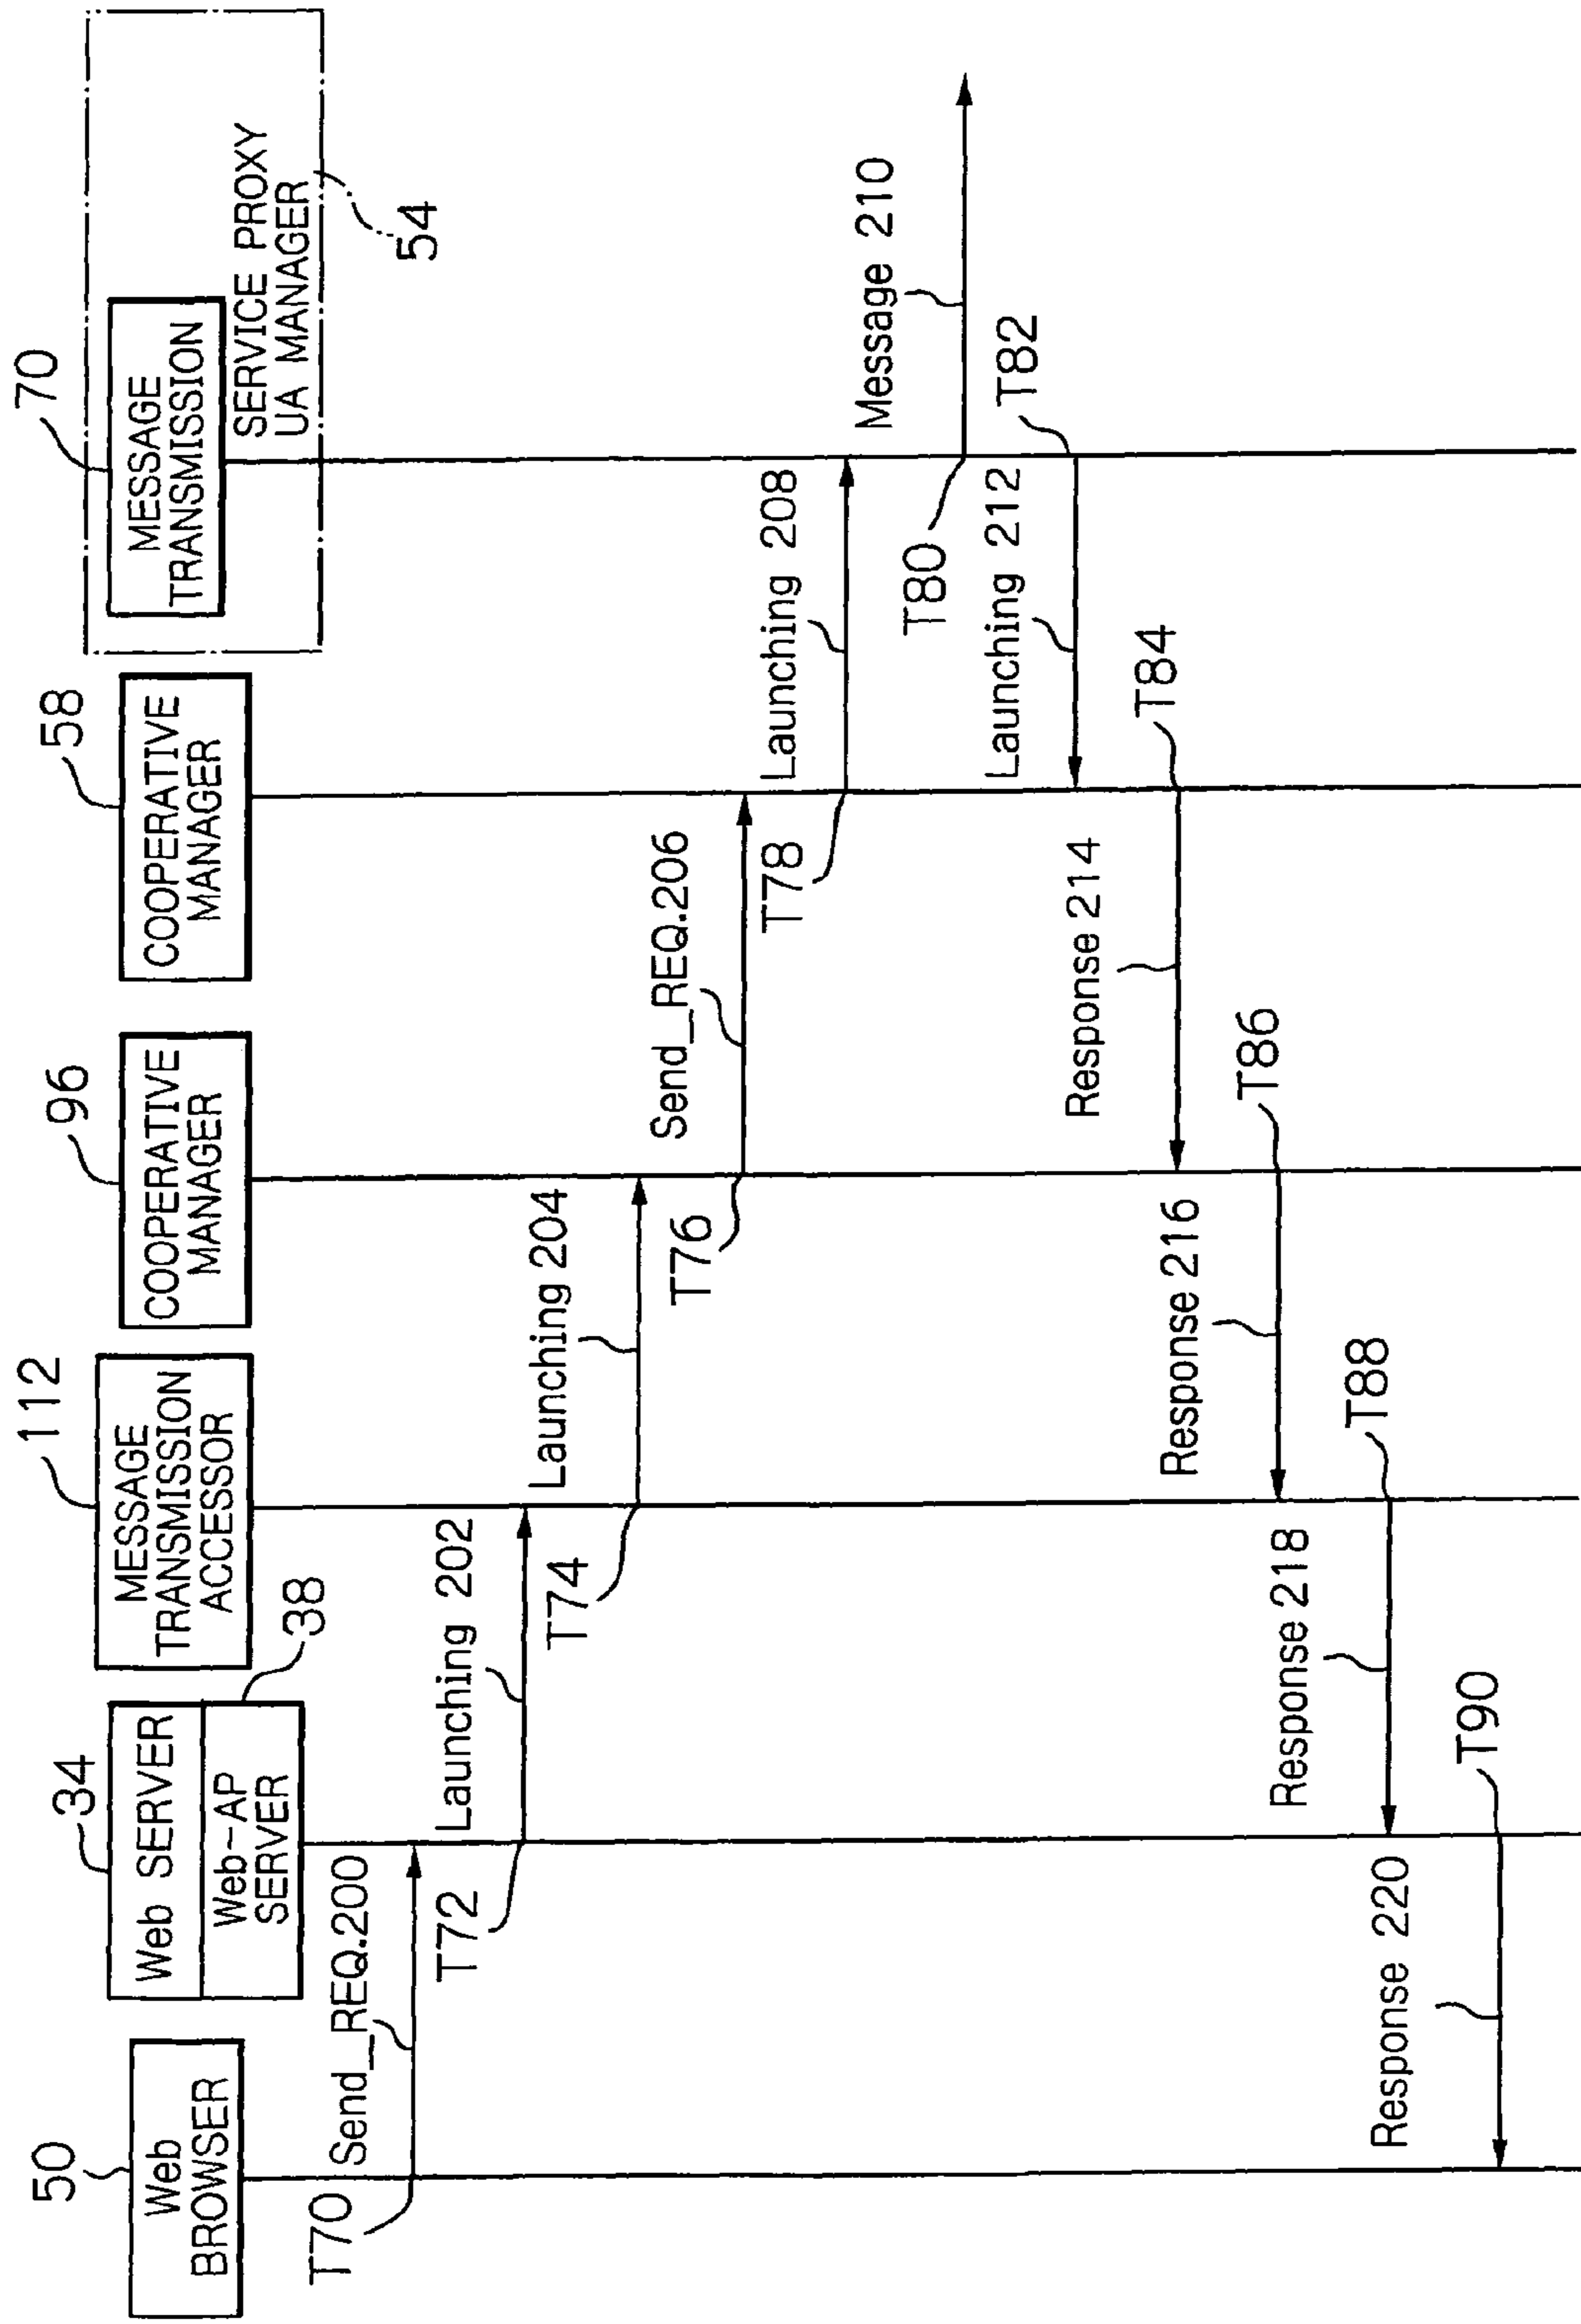 50
Web
BROWSER
34
Web SERVER
Web-AP
SERVER
38
112
MESSAGE
TRANSMISSION
ACCESSOR
96
COOPERATIVE
MANAGER
58
COOPERATIVE
MANAGER
70
MESSAGE
TRANSMISSION
SERVICE PROXY
UA MANAGER
54
T70
Send_REQ.200
T72
Launching 202
T74
Launching 204
T76
Send_REQ.206
T78
Launching 208
T80
Message 210
Launching 212
T82
Response 214
T84
Response 216
T86
Response 218
T88
Response 220
T90